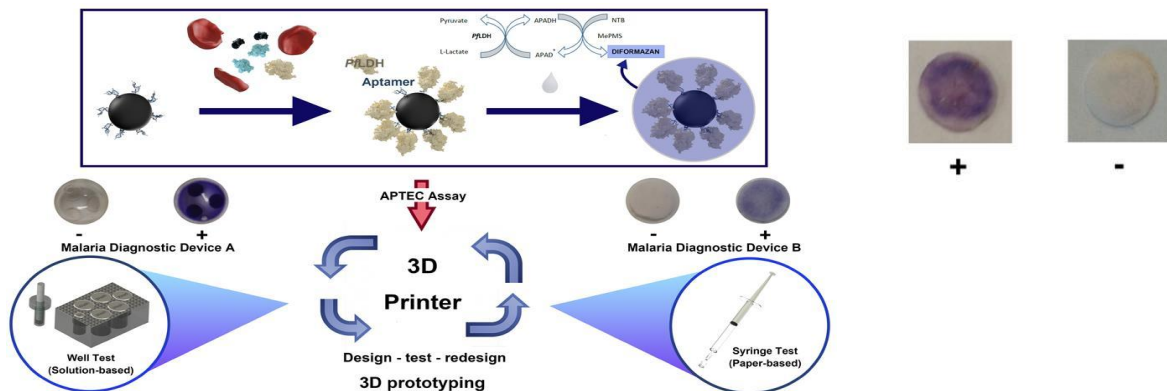 Pyruvate
APADH
NTB
PfLDH
MePMS
L-Lactate
APAD+
DIFORMAZAN
PfLDH
Aptamer
APTEC Assay
-
+
Malaria Diagnostic Device A
-
+
Malaria Diagnostic Device B
3D
Printer
Well Test
(Solution-based)
Syringe Test
(Paper-based)
Design - test - redesign
3D prototyping
+
-